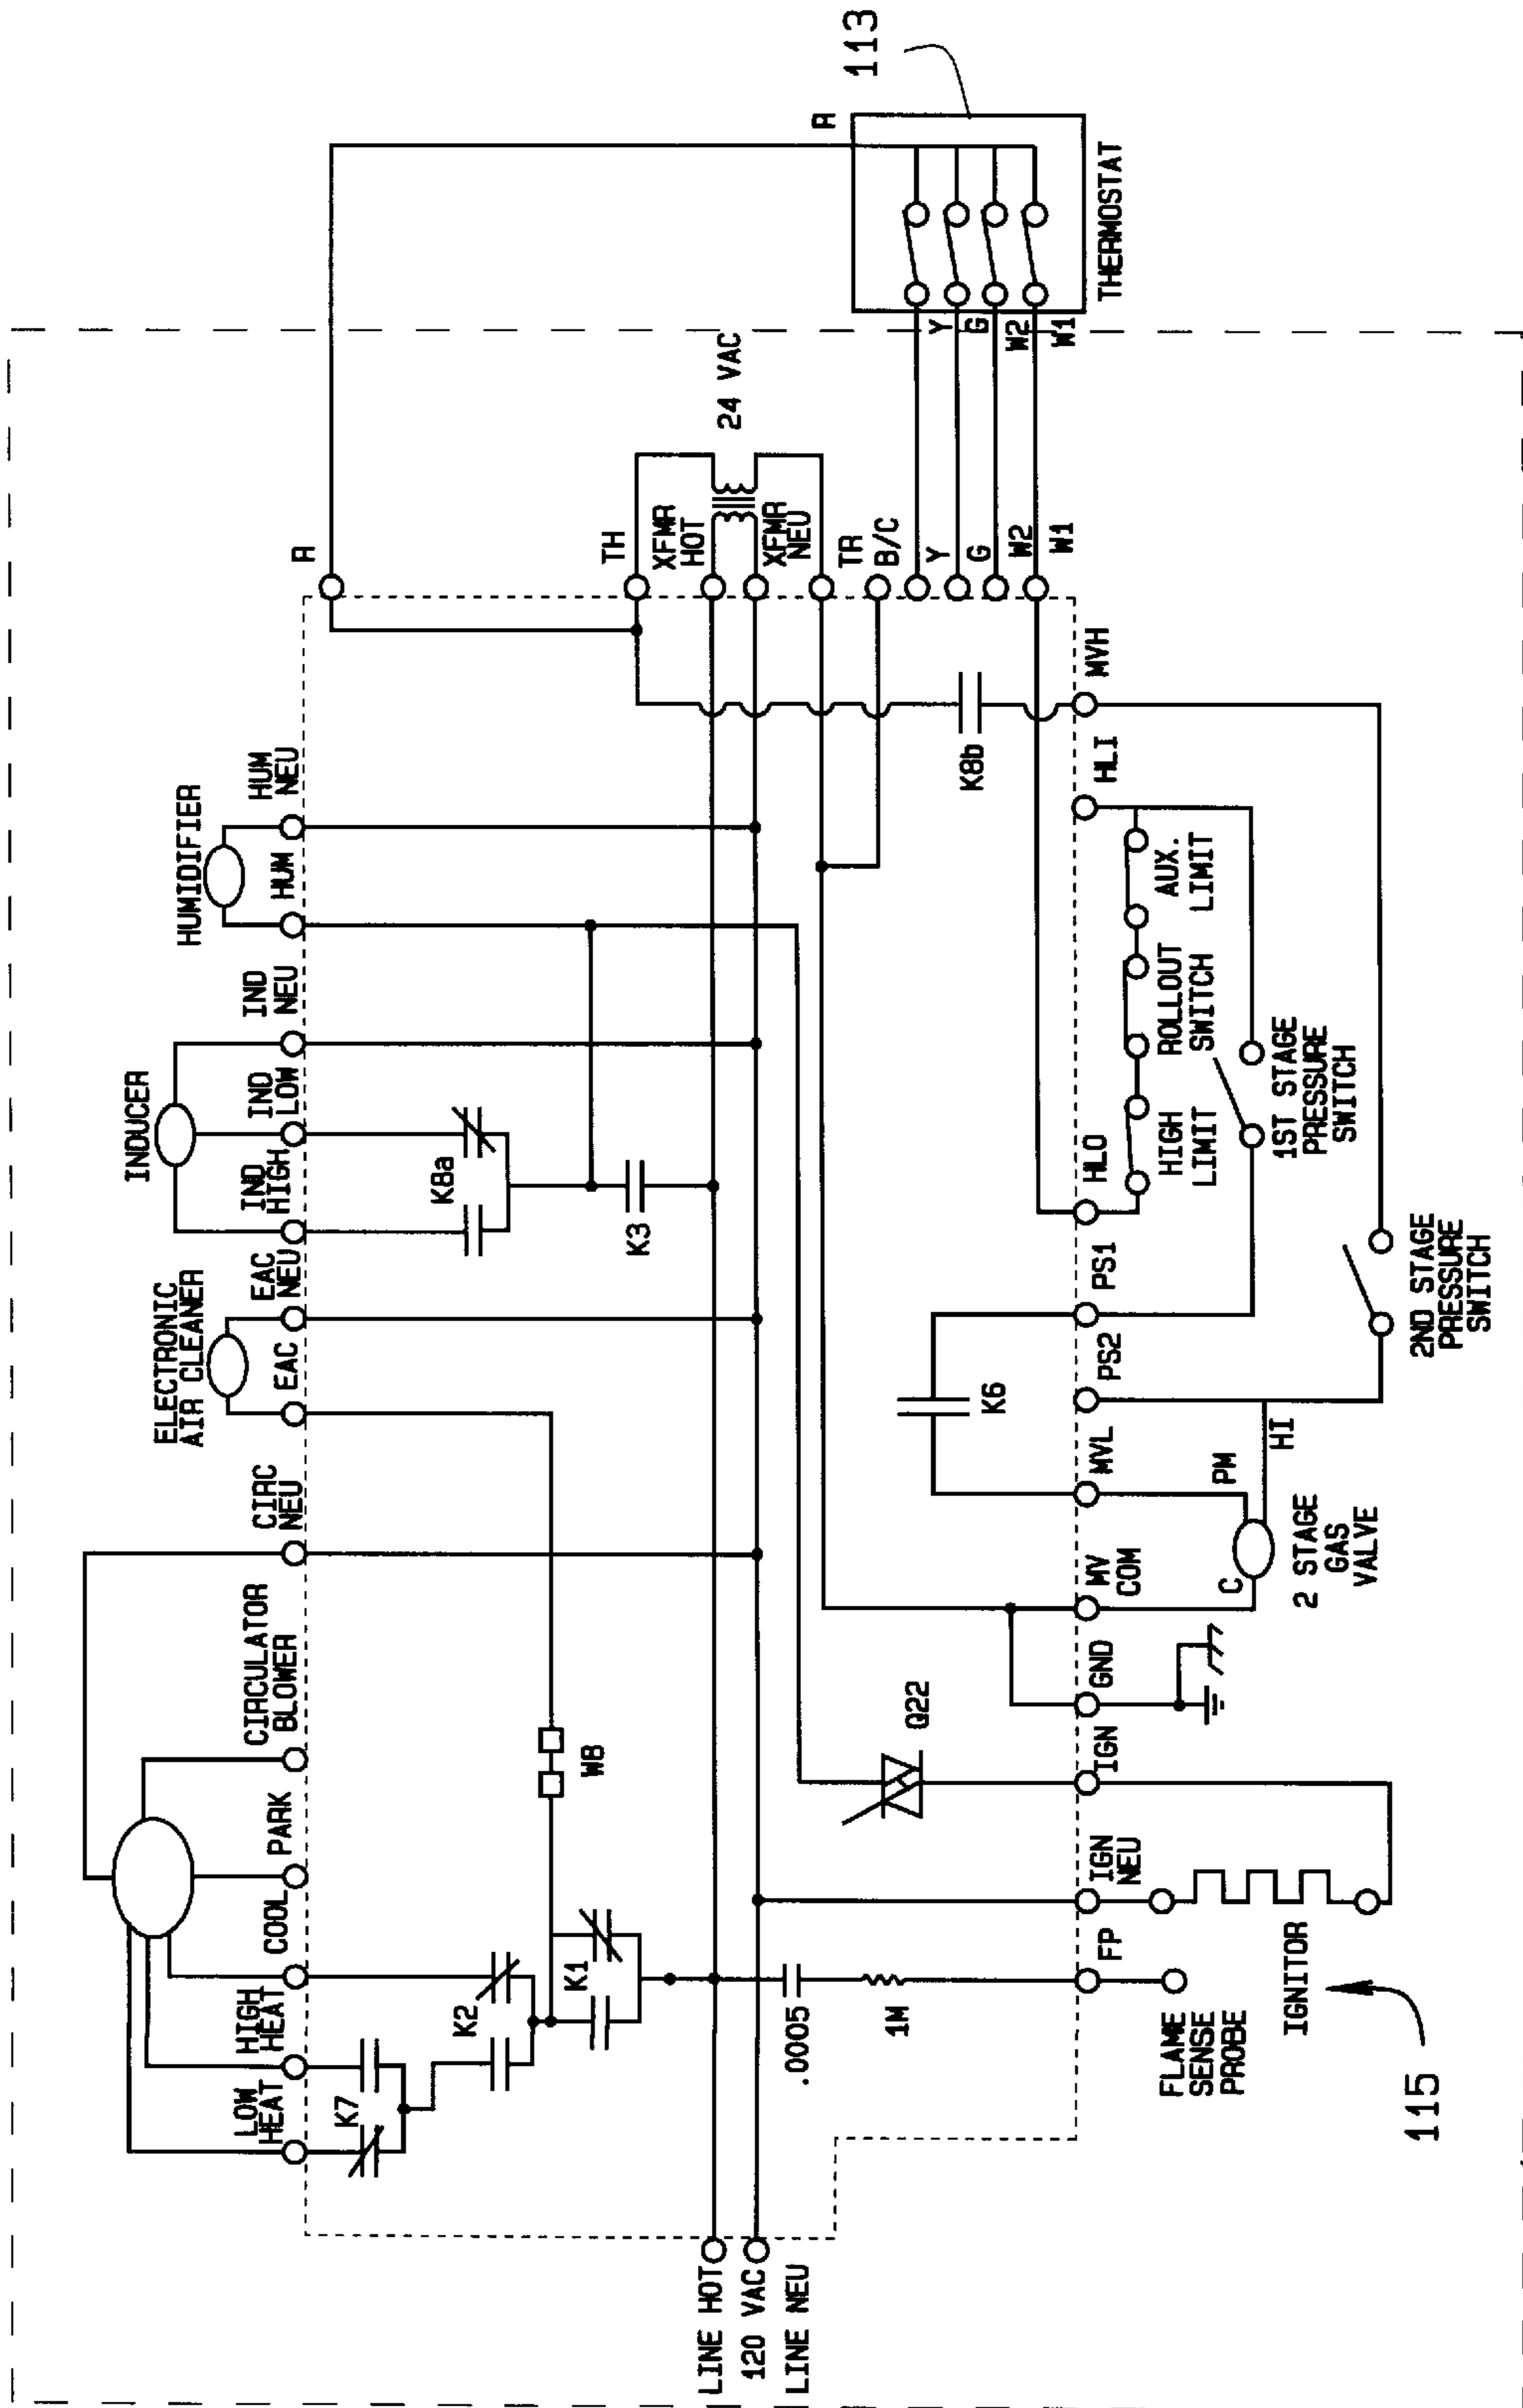 ELECTRONIC
AIR CLEANER
INDUCER
HUMIDIFIER
CIRCULATOR
BLOWER
LOW
HEAT
HIGH
HEAT
COOL
PARK
CIRC
NEU
EAC
EAC
NEU
IND
HIGH
IND
LOW
IND
NEU
HUM
HUM
NEU
R
K7
K2
K1
WB
K8a
K3
TH
XFMR
HOT
24 VAC
XFMR
NEU
TR
B/C
LINE HOT
120 VAC
LINE NEU
.0005
1M
Q22
K6
K8b
Y
G
W2
W1
R
Y
G
W2
W1
THERMOSTAT
113
FP
IGN
NEU
IGN
GND
MV
COM
MVL
PS2
PS1
HLO
HLI
MVH
FLAME
SENSE
PROBE
IGNITOR
115
C
PM
HI
2 STAGE
GAS
VALVE
HIGH
LIMIT
ROLLOUT
SWITCH
AUX.
LIMIT
1ST STAGE
PRESSURE
SWITCH
2ND STAGE
PRESSURE
SWITCH